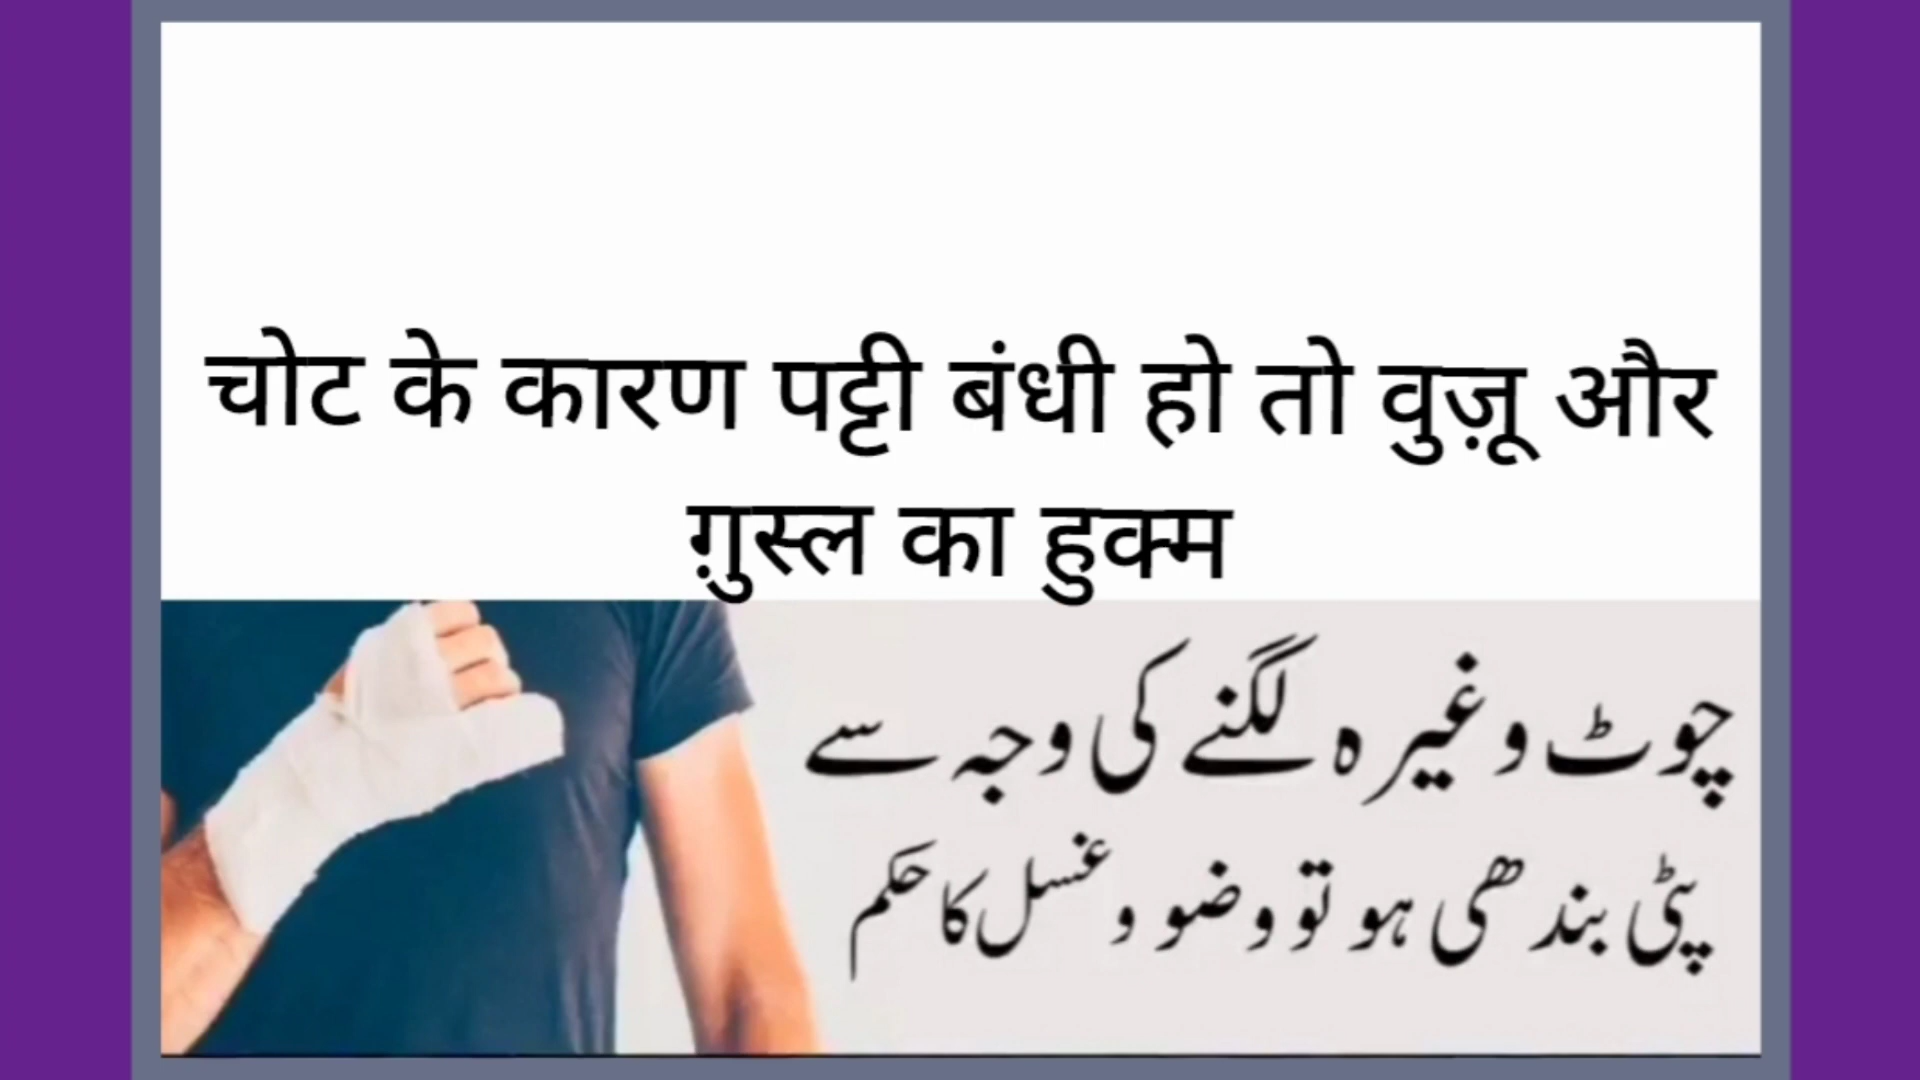 चोट के कारण पट्टी बंधी हो तो वुज़ू और
ग़ुस्ल का हुक्म
چوٹ وغیرہ لگنے کی وجہ سے
پٹی بندھی ہو تو وضو و غسل کا حکم